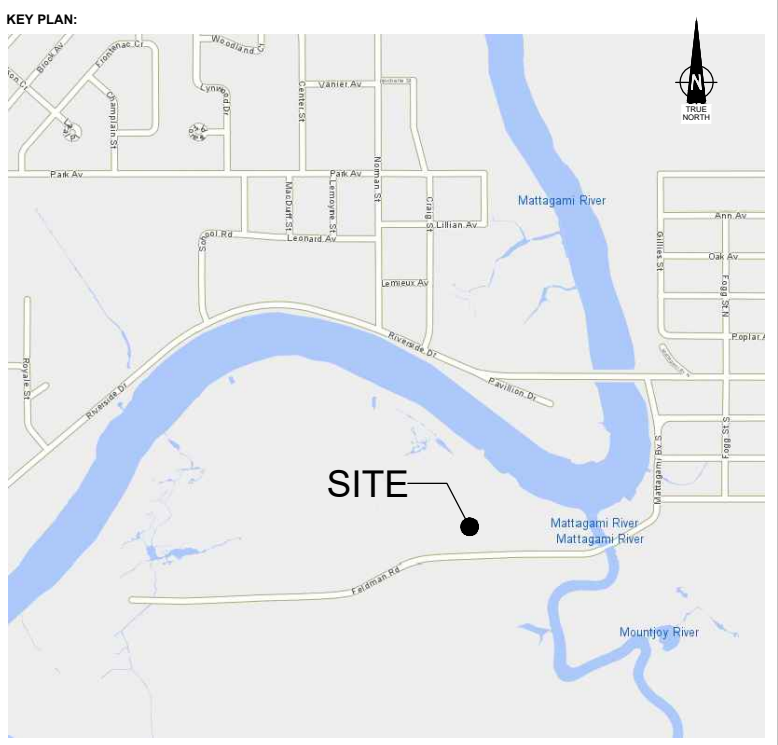 KEY PLAN:
N
TRUE
NORTH
Block Av
Frontenac Cr
Woodland Cr
Champlain St
Lynwood Dr
Center St
Vanier Av
Park Av
Park Av
MacDuff St
Lemoyne St
Norman St
Craig St
Lillian Av
School Rd
Leonard Av
Lemieux Av
Mattagami River
Gillies St
Ann Av
Oak Av
Fogg St N
Poplar A
Riverside Dr
Pavillion Dr
Royale St
Riverside Dr
Mattagami Bv S
Fogg St S
SITE
Mattagami River
Mattagami River
Feldman Rd
Mountjoy River